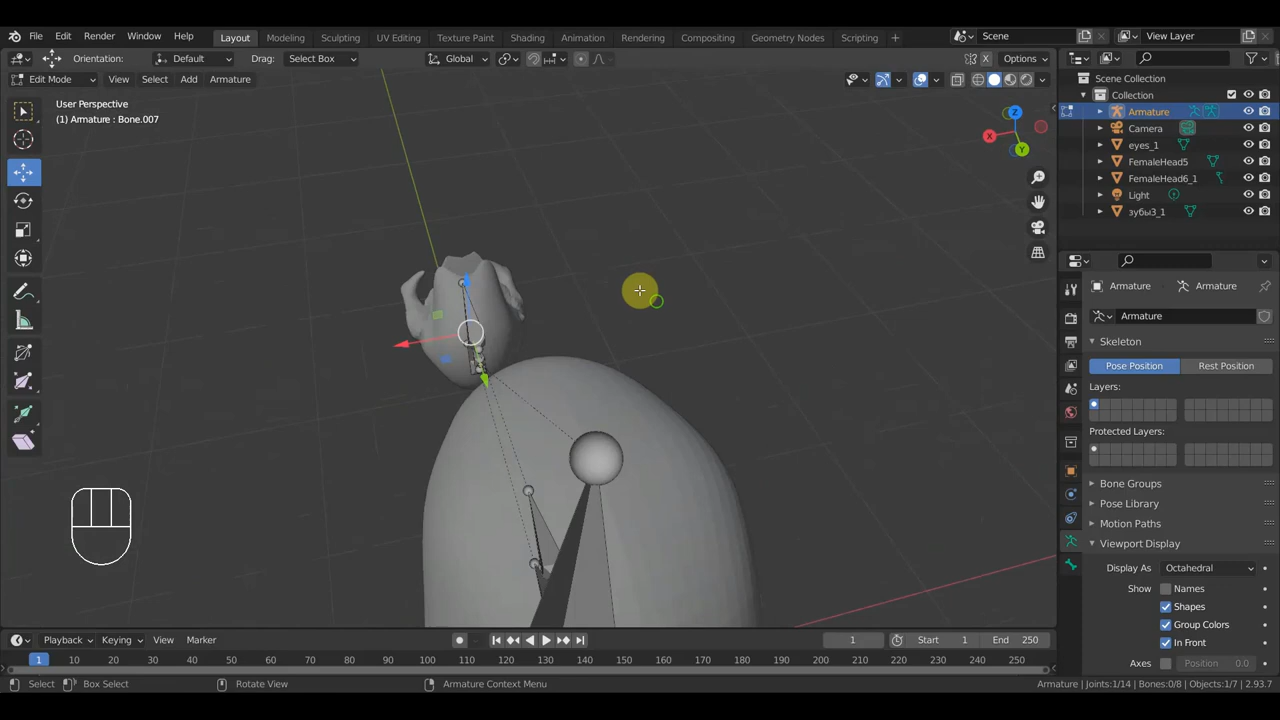 File Edit Render Window Help Layout Modeling Sculpting UV Editing Texture Paint Shading Animation Rendering Compositing Geometry Nodes Scripting + Scene View Layer
Orientation: Default Drag: Select Box Global Options
Edit Mode View Select Add Armature
User Perspective
(1) Armature : Bone.007
X
Y
Z
Scene Collection
Collection
Armature
Camera
eyes_1
FemaleHead5
FemaleHead6_1
Light
зубы3_1
Armature Armature
Armature
Skeleton
Pose Position Rest Position
Layers:
Protected Layers:
Bone Groups
Pose Library
Motion Paths
Viewport Display
Display As Octahedral
Show Names
Shapes
Group Colors
In Front
Axes Position 0.0
Playback Keying View Marker 1 Start 1 End 250
1 10 20 30 40 50 60 70 80 90 100 110 120 130 140 150 160 170 180 190 200 210 220 230 240 250
Select Box Select Rotate View Armature Context Menu Armature | Joints:1/14 | Bones:0/8 | Objects:1/7 | 2.93.7